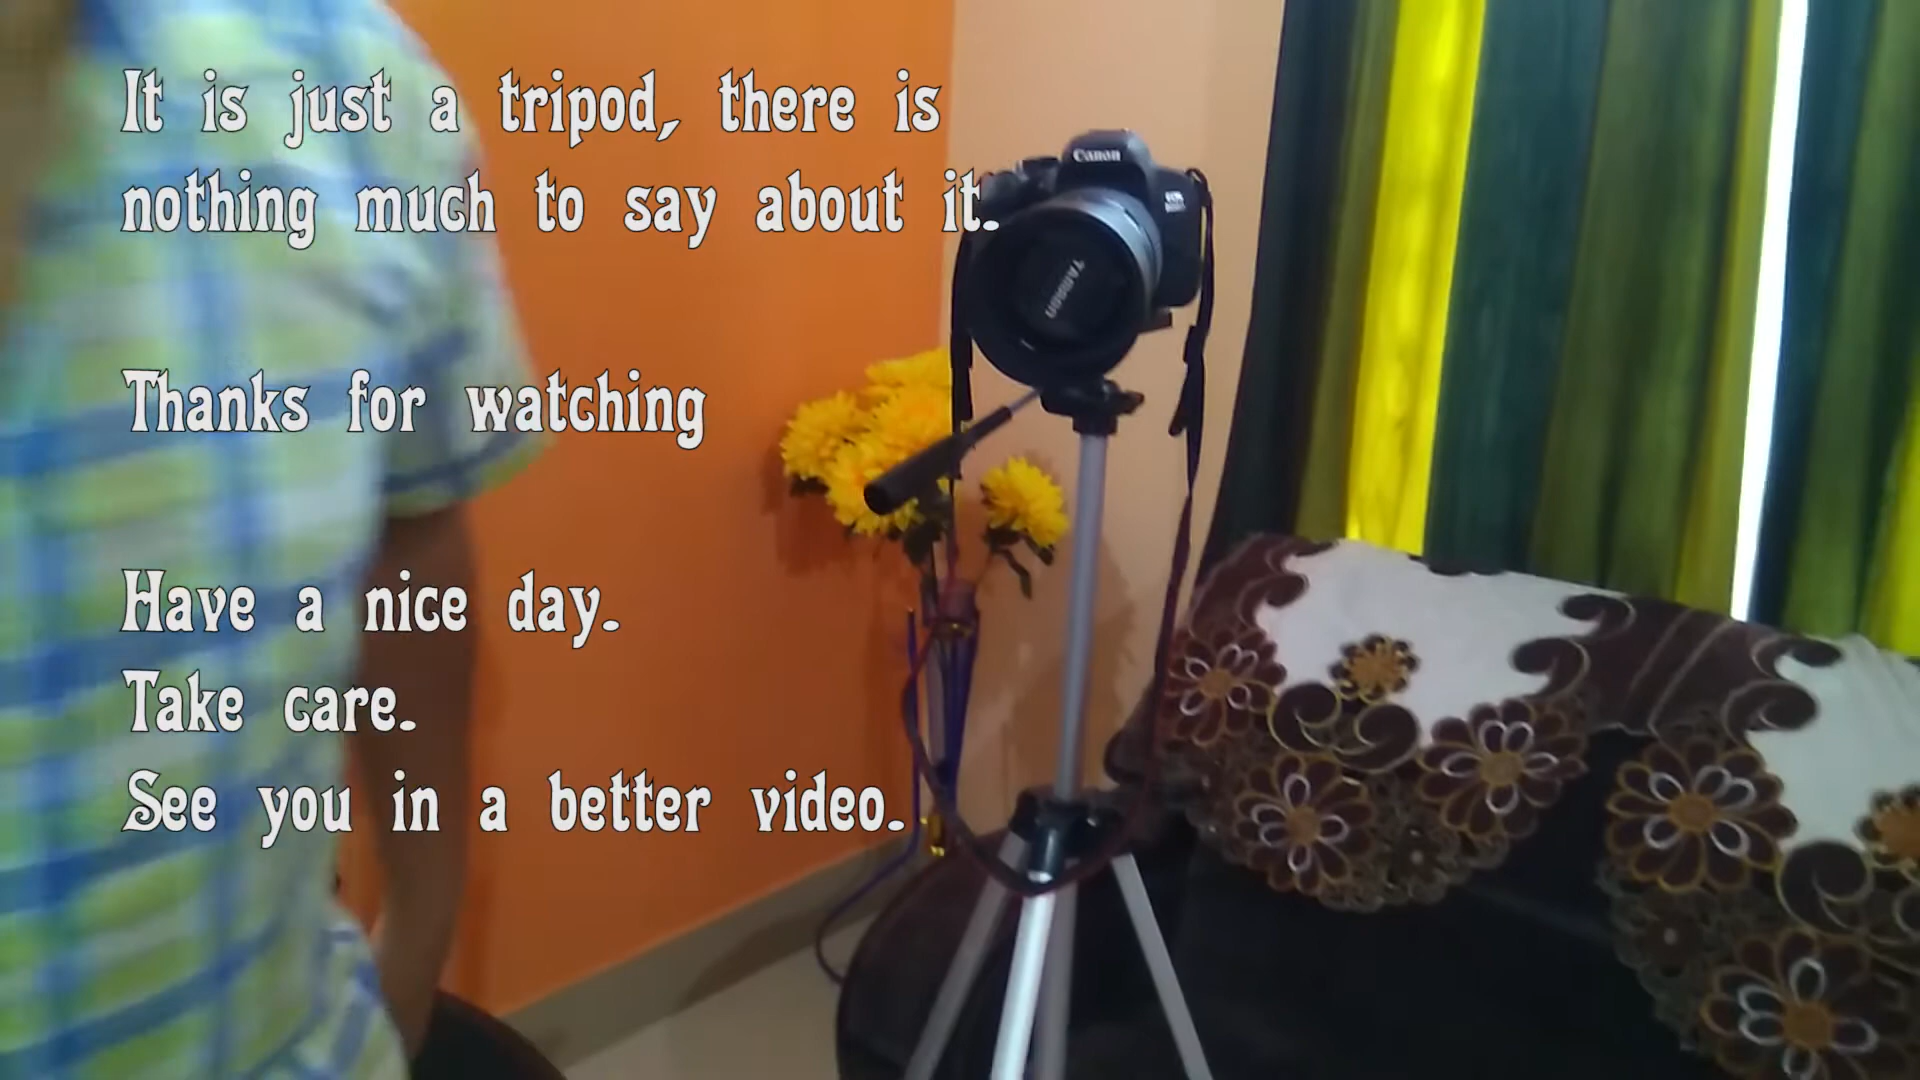 It is just a tripod, there is
nothing much to say about it.
Thanks for watching
Have a nice day.
Take care.
See you in a better video.
Canon
EOS
TAMRON